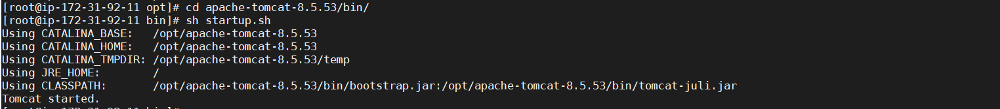 [root@ip-172-31-92-11 opt]# cd apache-tomcat-8.5.53/bin/
[root@ip-172-31-92-11 bin]# sh startup.sh
Using CATALINA_BASE:   /opt/apache-tomcat-8.5.53
Using CATALINA_HOME:   /opt/apache-tomcat-8.5.53
Using CATALINA_TMPDIR: /opt/apache-tomcat-8.5.53/temp
Using JRE_HOME:        /
Using CLASSPATH:       /opt/apache-tomcat-8.5.53/bin/bootstrap.jar:/opt/apache-tomcat-8.5.53/bin/tomcat-juli.jar
Tomcat started.